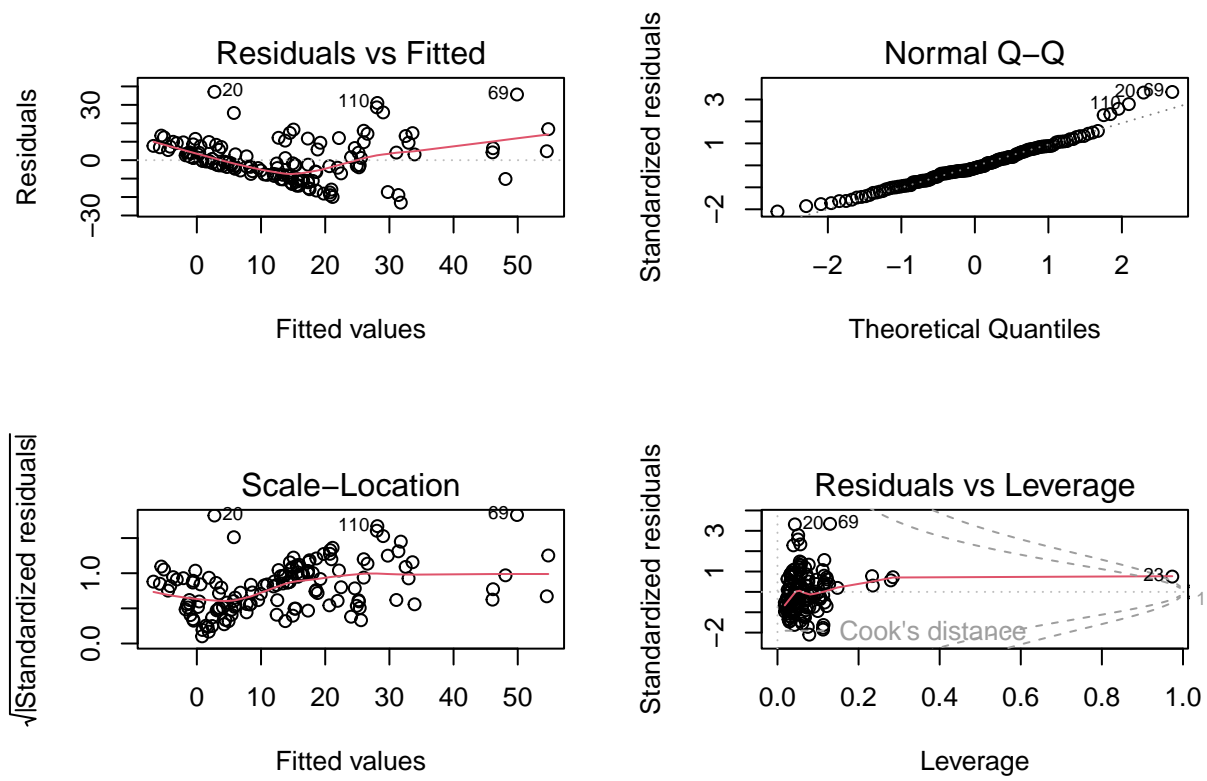 Residuals vs Fitted
Residuals
30
0
−30
20
110
69
0 10 20 30 40 50
Fitted values
Normal Q−Q
Standardized residuals
3
1
−2
110 20 69
−2 −1 0 1 2
Theoretical Quantiles
Scale−Location
√|Standardized residuals|
1.0
0.0
20
110
69
0 10 20 30 40 50
Fitted values
Residuals vs Leverage
Standardized residuals
3
1
−2
20 69
23
1
Cook's distance
0.0 0.2 0.4 0.6 0.8 1.0
Leverage